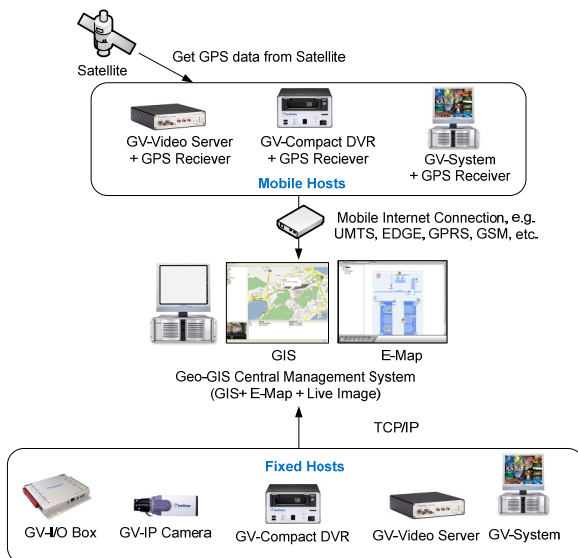 Get GPS data from Satellite
Satellite
GV-Video Server
+ GPS Reciever
GV-Compact DVR
+ GPS Reciever
GV-System
+ GPS Receiver
Mobile Hosts
Mobile Internet Connection, e.g.
UMTS, EDGE, GPRS, GSM, etc.
GIS
E-Map
Geo-GIS Central Management System
(GIS+ E-Map + Live Image)
TCP/IP
Fixed Hosts
GV-I/O Box
GV-IP Camera
GV-Compact DVR
GV-Video Server
GV-System